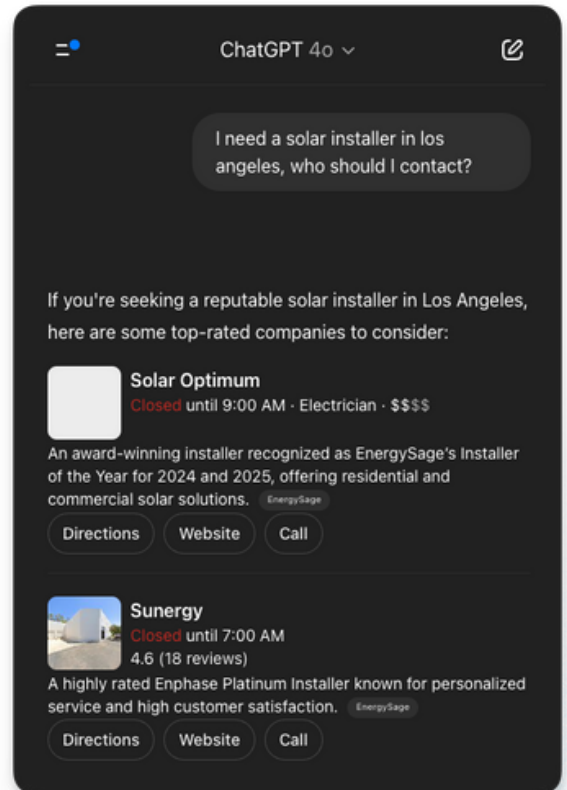 ChatGPT 4o
I need a solar installer in los
angeles, who should I contact?
If you're seeking a reputable solar installer in Los Angeles,
here are some top-rated companies to consider:
Solar Optimum
Closed until 9:00 AM · Electrician · $$$$
An award-winning installer recognized as EnergySage's Installer
of the Year for 2024 and 2025, offering residential and
commercial solar solutions. EnergySage
Directions Website Call
Sunergy
Closed until 7:00 AM
4.6 (18 reviews)
A highly rated Enphase Platinum Installer known for personalized
service and high customer satisfaction. EnergySage
Directions Website Call